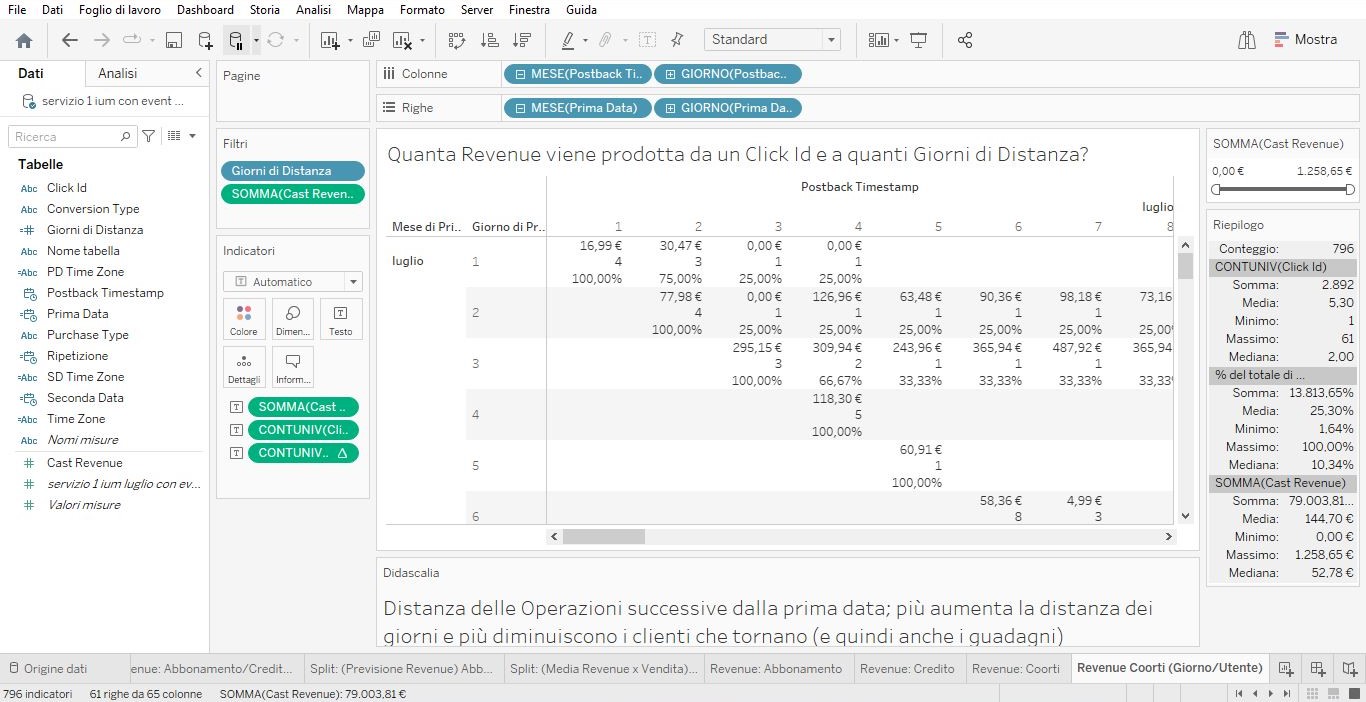 File Dati Foglio di lavoro Dashboard Storia Analisi Mappa Formato Server Finestra Guida
Standard
Mostra
Dati Analisi
servizio 1 ium con event ...
Ricerca
Tabelle
Abc Click Id
Abc Conversion Type
Giorni di Distanza
Abc Nome tabella
=Abc PD Time Zone
Postback Timestamp
Prima Data
Abc Purchase Type
Ripetizione
=Abc SD Time Zone
Seconda Data
=Abc Time Zone
Abc Nomi misure
Cast Revenue
servizio 1 ium luglio con ev...
Valori misure
Pagine
Filtri
Giorni di Distanza
SOMMA(Cast Reven..
Indicatori
Automatico
Colore Dimen... Testo
Dettagli Inform...
SOMMA(Cast ..
CONTUNIV(Cli..
CONTUNIV.. Δ
Colonne MESE(Postback Ti.. GIORNO(Postbac..
Righe MESE(Prima Data) GIORNO(Prima Da..
Quanta Revenue viene prodotta da un Click Id e a quanti Giorni di Distanza?
Postback Timestamp
luglio
Mese di Pri.. Giorno di Pr.. 1 2 3 4 5 6 7 8
luglio 1 16,99 € 30,47 € 0,00 € 0,00 €
4 3 1 1
100,00% 75,00% 25,00% 25,00%
2 77,98 € 0,00 € 126,96 € 63,48 € 90,36 € 98,18 € 73,16
4 1 1 1 1 1
100,00% 25,00% 25,00% 25,00% 25,00% 25,00% 25,00
3 295,15 € 309,94 € 243,96 € 365,94 € 487,92 € 365,94
3 2 1 1 1
100,00% 66,67% 33,33% 33,33% 33,33% 33,33
4 118,30 €
5
100,00%
5 60,91 €
1
100,00%
6 58,36 € 4,99 €
8 3
Didascalia
Distanza delle Operazioni successive dalla prima data; più aumenta la distanza dei
giorni e più diminuiscono i clienti che tornano (e quindi anche i guadagni)
SOMMA(Cast Revenue)
0,00 € 1.258,65 €
Riepilogo
Conteggio: 796
CONTUNIV(Click Id)
Somma: 2.892
Media: 5,30
Minimo: 1
Massimo: 61
Mediana: 2,00
% del totale di ...
Somma: 13.813,65%
Media: 25,30%
Minimo: 1,64%
Massimo: 100,00%
Mediana: 10,34%
SOMMA(Cast Revenue)
Somma: 79.003,81...
Media: 144,70 €
Minimo: 0,00 €
Massimo: 1.258,65 €
Mediana: 52,78 €
Origine dati enue: Abbonamento/Credit... Split: (Previsione Revenue) Abb... Split: (Media Revenue x Vendita)... Revenue: Abbonamento Revenue: Credito Revenue: Coorti Revenue Coorti (Giorno/Utente)
796 indicatori 61 righe da 65 colonne SOMMA(Cast Revenue): 79.003,81 €